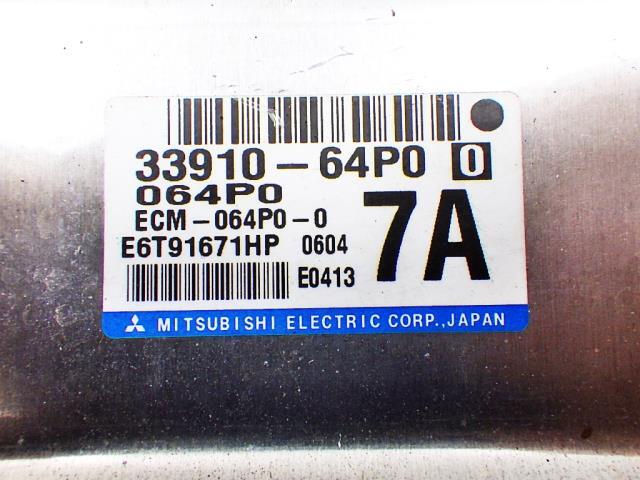 33910-64P0 0
064P0
ECM-064P0-0
E6T91671HP 0604
7A
E0413
MITSUBISHI ELECTRIC CORP., JAPAN